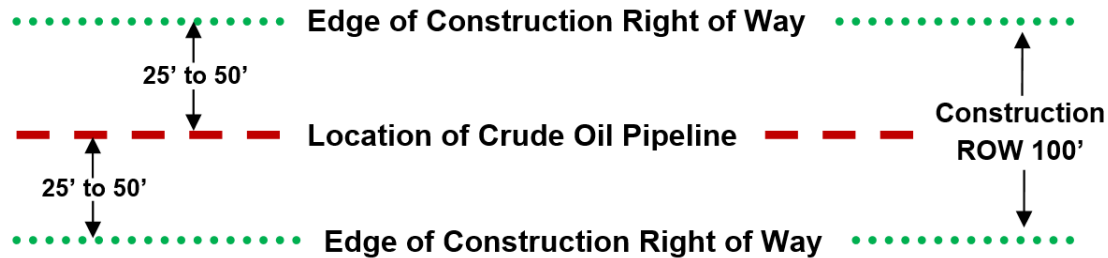 Edge of Construction Right of Way
25’ to 50’
Location of Crude Oil Pipeline
Construction
ROW 100’
25’ to 50’
Edge of Construction Right of Way